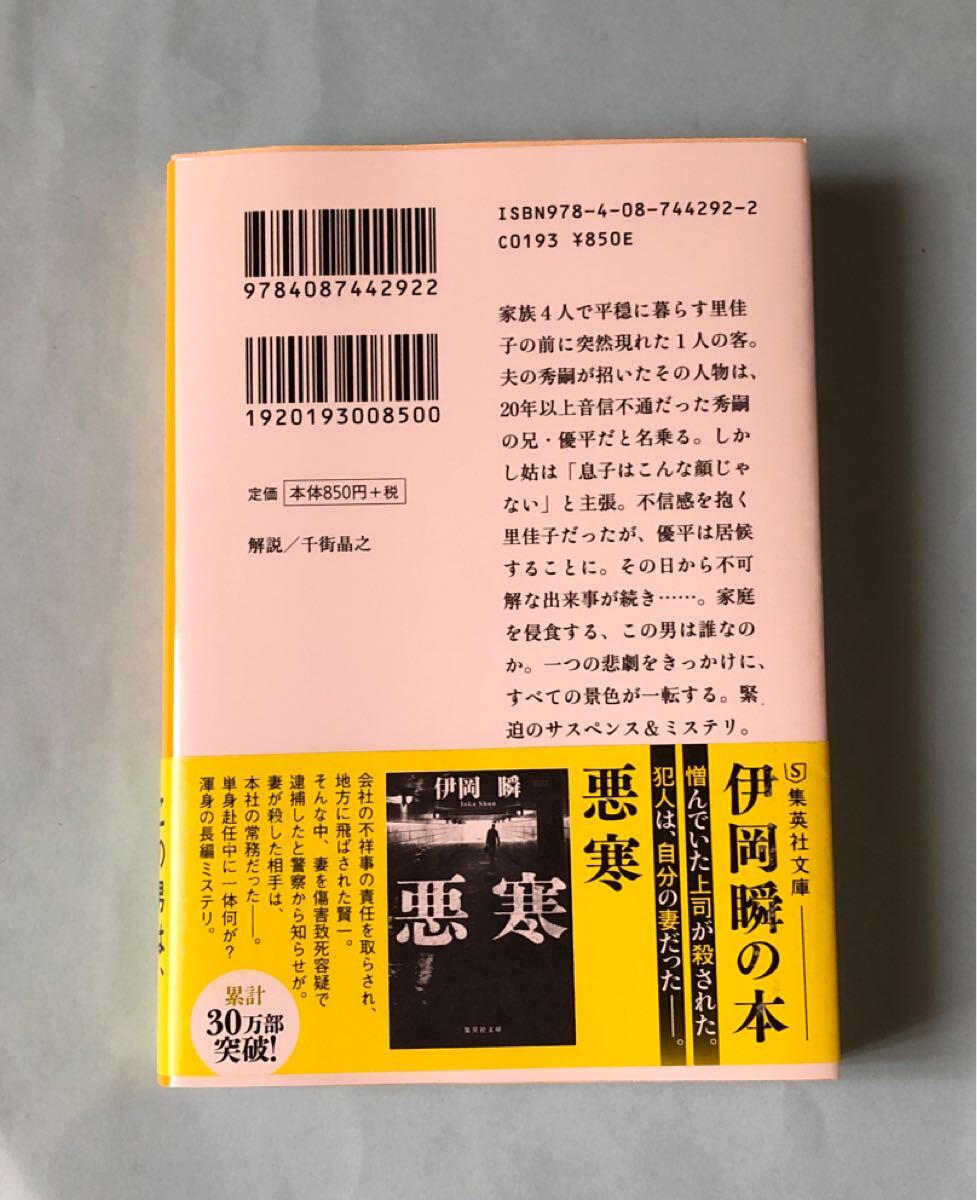 ISBN978-4-08-744292-2
C0193 ¥850E
9784087442922
1920193008500
定価 本体850円+税
解説/千街晶之
家族4人で平穏に暮らす里佳
子の前に突然現れた1人の客。
夫の秀嗣が招いたその人物は、
20年以上音信不通だった秀嗣
の兄・優平だと名乗る。しか
し姑は「息子はこんな顔じゃ
ない」と主張。不信感を抱く
里佳子だったが、優平は居候
することに。その日から不可
解な出来事が続き……。家庭
を侵食する、この男は誰なの
か。一つの悲劇をきっかけに、
すべての景色が一転する。緊
迫のサスペンス&ミステリ。
S集英社文庫
伊岡瞬の本
憎んでいた上司が殺された。
犯人は、自分の妻だった――。
悪寒
伊岡 瞬
Ioka Shun
悪寒
集英社文庫
会社の不祥事の責任を取らされ、
地方に飛ばされた賢一。
そんな中、妻を傷害致死容疑で
逮捕したと警察から知らせが。
妻が殺した相手は、
本社の常務だった――。
単身赴任中に一体何が?
渾身の長編ミステリ。
累計
30万部
突破!